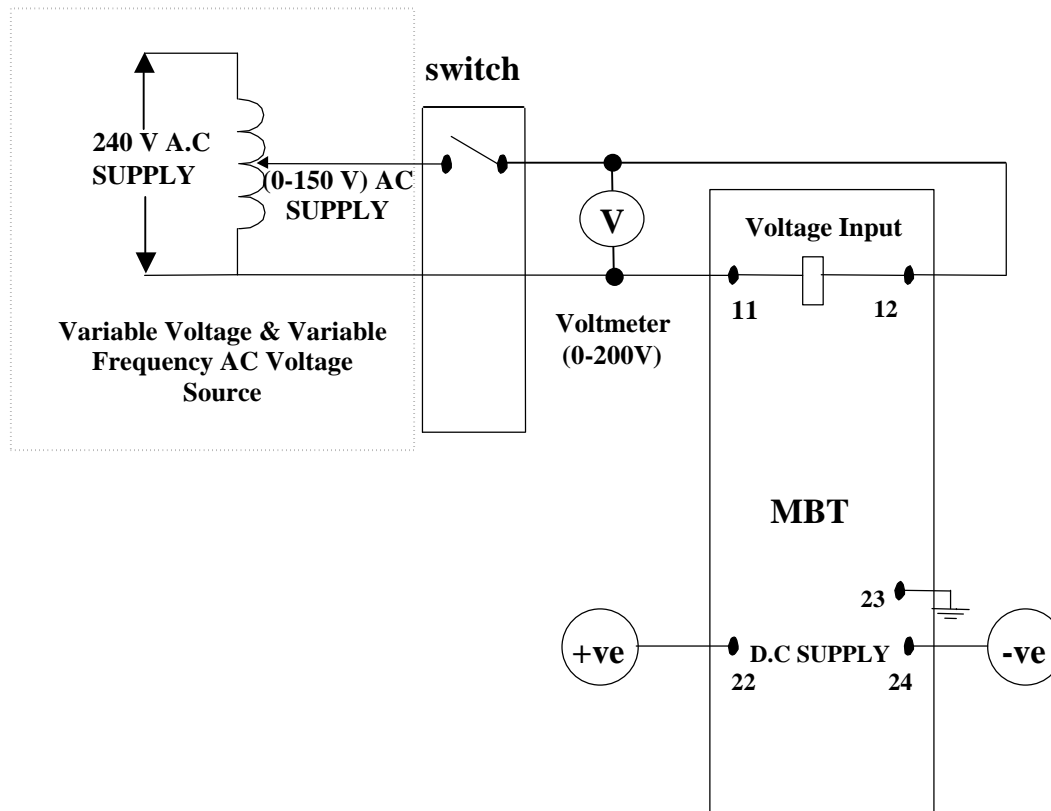 switch
240 V A.C
SUPPLY
(0-150 V) AC
SUPPLY
V
Voltage Input
11
12
Variable Voltage & Variable
Frequency AC Voltage
Source
Voltmeter
(0-200V)
MBT
23
+ve
D.C SUPPLY
-ve
22
24